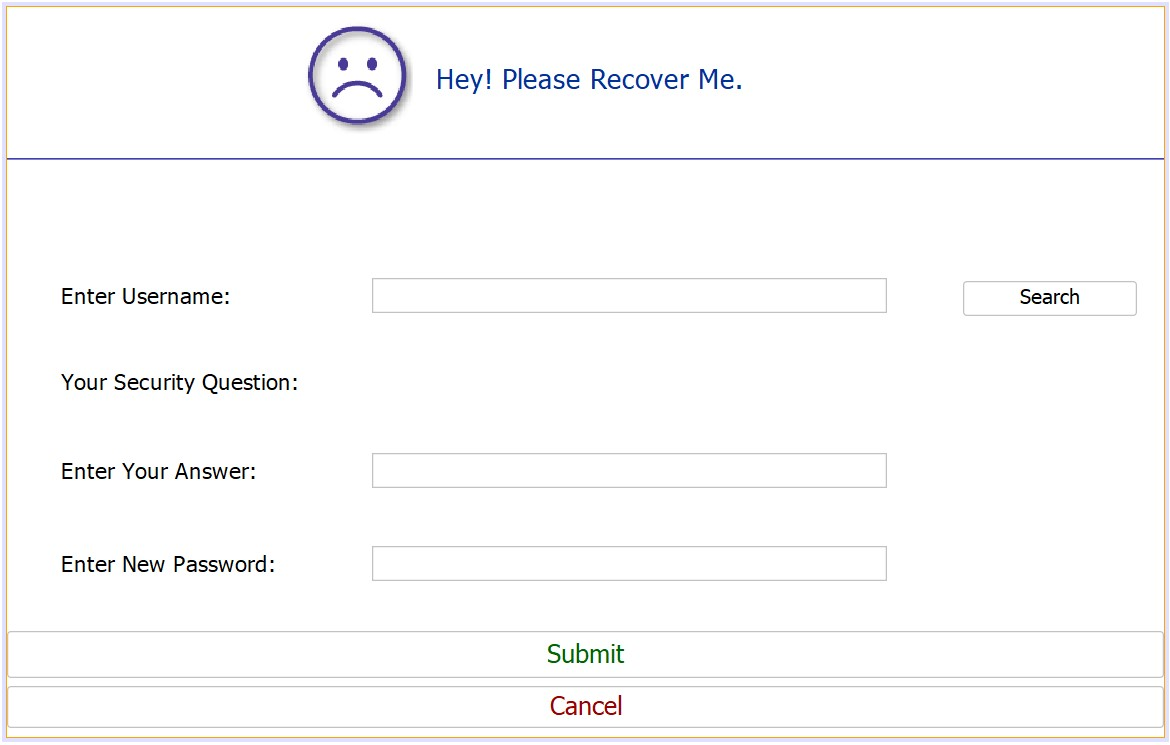 Hey! Please Recover Me.
Enter Username:
Search
Your Security Question:
Enter Your Answer:
Enter New Password:
Submit
Cancel